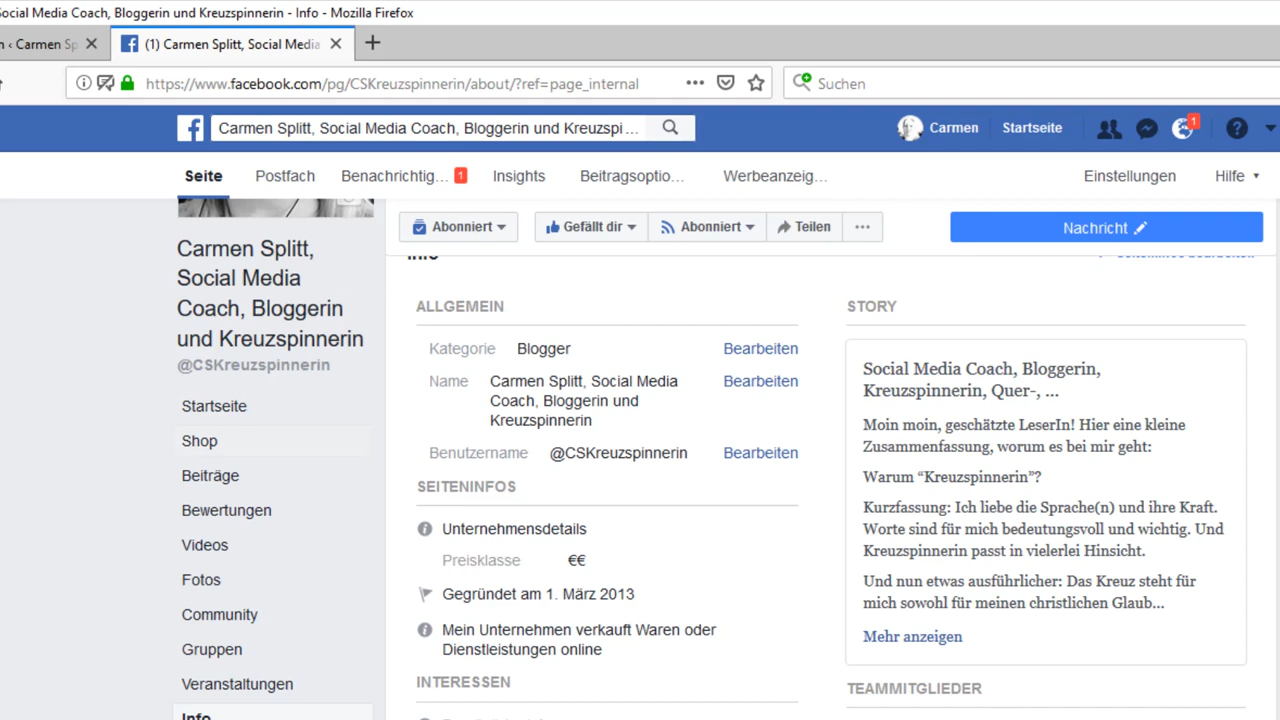 Social Media Coach, Bloggerin und Kreuzspinnerin - Info - Mozilla Firefox
‹ Carmen Sp
(1) Carmen Splitt, Social Media
https://www.facebook.com/pg/CSKreuzspinnerin/about/?ref=page_internal
Suchen
Carmen Splitt, Social Media Coach, Bloggerin und Kreuzspi...
Carmen
Startseite
1
Seite
Postfach
Benachrichtig... 1
Insights
Beitragsoptio...
Werbeanzeig...
Einstellungen
Hilfe
Abonniert
Gefällt dir
Abonniert
Teilen
Nachricht
Carmen Splitt,
Social Media
Coach, Bloggerin
und Kreuzspinnerin
@CSKreuzspinnerin
Startseite
Shop
Beiträge
Bewertungen
Videos
Fotos
Community
Gruppen
Veranstaltungen
Info
Info
ALLGEMEIN
Kategorie Blogger Bearbeiten
Name Carmen Splitt, Social Media Bearbeiten
Coach, Bloggerin und
Kreuzspinnerin
Benutzername @CSKreuzspinnerin Bearbeiten
SEITENINFOS
Unternehmensdetails
Preisklasse €€
Gegründet am 1. März 2013
Mein Unternehmen verkauft Waren oder
Dienstleistungen online
INTERESSEN
STORY
Social Media Coach, Bloggerin,
Kreuzspinnerin, Quer-, ...
Moin moin, geschätzte LeserIn! Hier eine kleine
Zusammenfassung, worum es bei mir geht:
Warum “Kreuzspinnerin”?
Kurzfassung: Ich liebe die Sprache(n) und ihre Kraft.
Worte sind für mich bedeutungsvoll und wichtig. Und
Kreuzspinnerin passt in vielerlei Hinsicht.
Und nun etwas ausführlicher: Das Kreuz steht für
mich sowohl für meinen christlichen Glaub...
Mehr anzeigen
TEAMMITGLIEDER